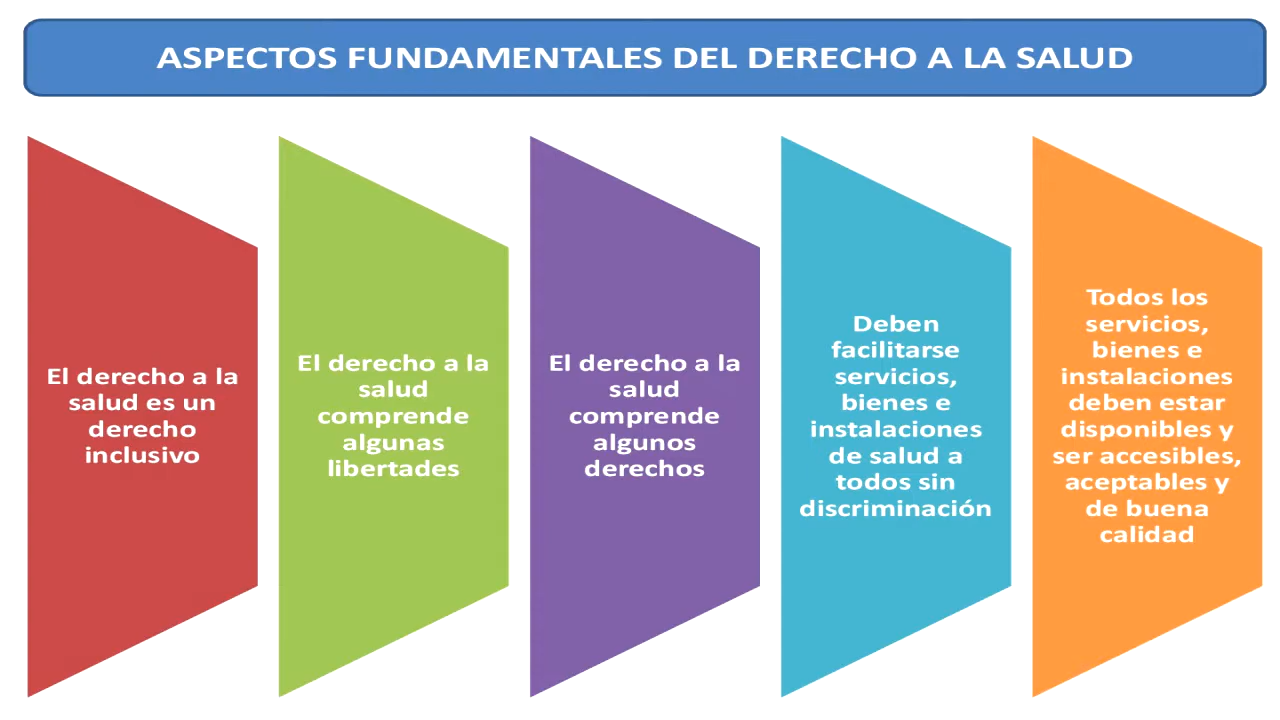 ASPECTOS FUNDAMENTALES DEL DERECHO A LA SALUD
El derecho a la
salud es un
derecho
inclusivo
El derecho a la
salud
comprende
algunas
libertades
El derecho a la
salud
comprende
algunos
derechos
Deben
facilitarse
servicios,
bienes e
instalaciones
de salud a
todos sin
discriminación
Todos los
servicios,
bienes e
instalaciones
deben estar
disponibles y
ser accesibles,
aceptables y
de buena
calidad